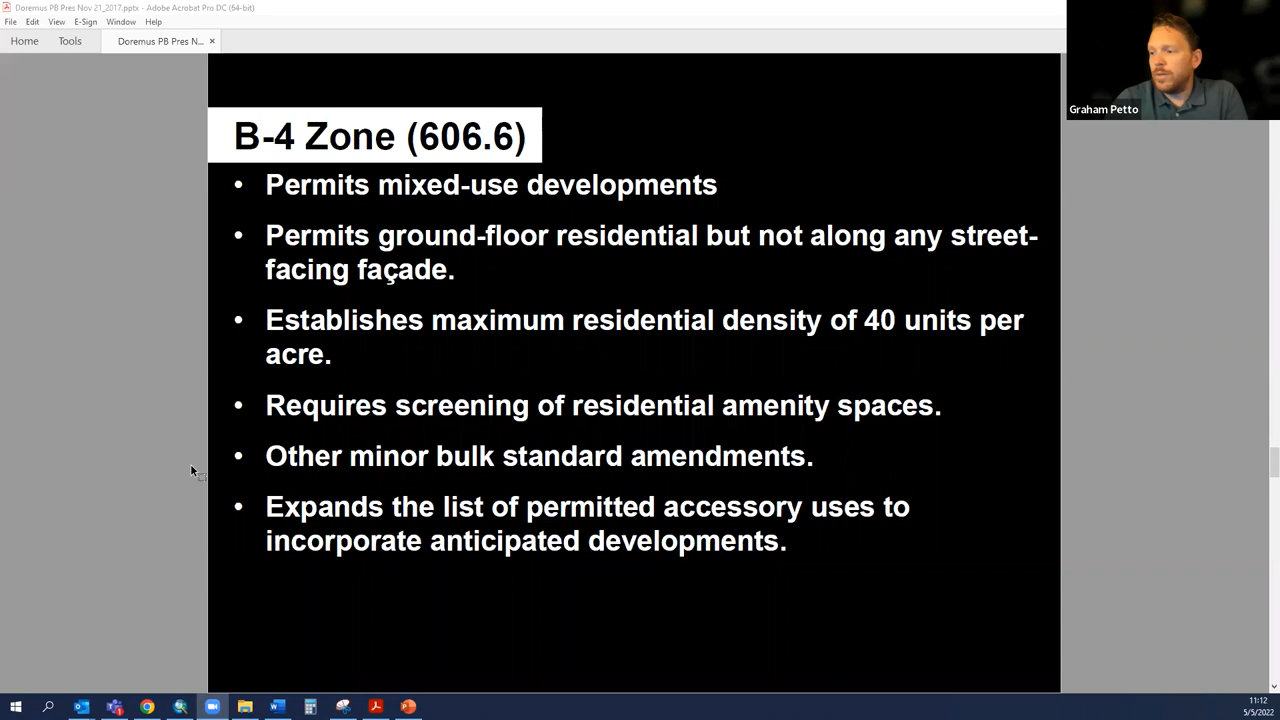 Doremus PB Pres Nov 21_2017.pptx - Adobe Acrobat Pro DC (64-bit)
File Edit View E-Sign Window Help
Home Tools Doremus PB Pres N... ×
Graham Petto
B-4 Zone (606.6)
• Permits mixed-use developments
• Permits ground-floor residential but not along any street-
facing façade.
• Establishes maximum residential density of 40 units per
acre.
• Requires screening of residential amenity spaces.
• Other minor bulk standard amendments.
• Expands the list of permitted accessory uses to
incorporate anticipated developments.
11:12
5/5/2022